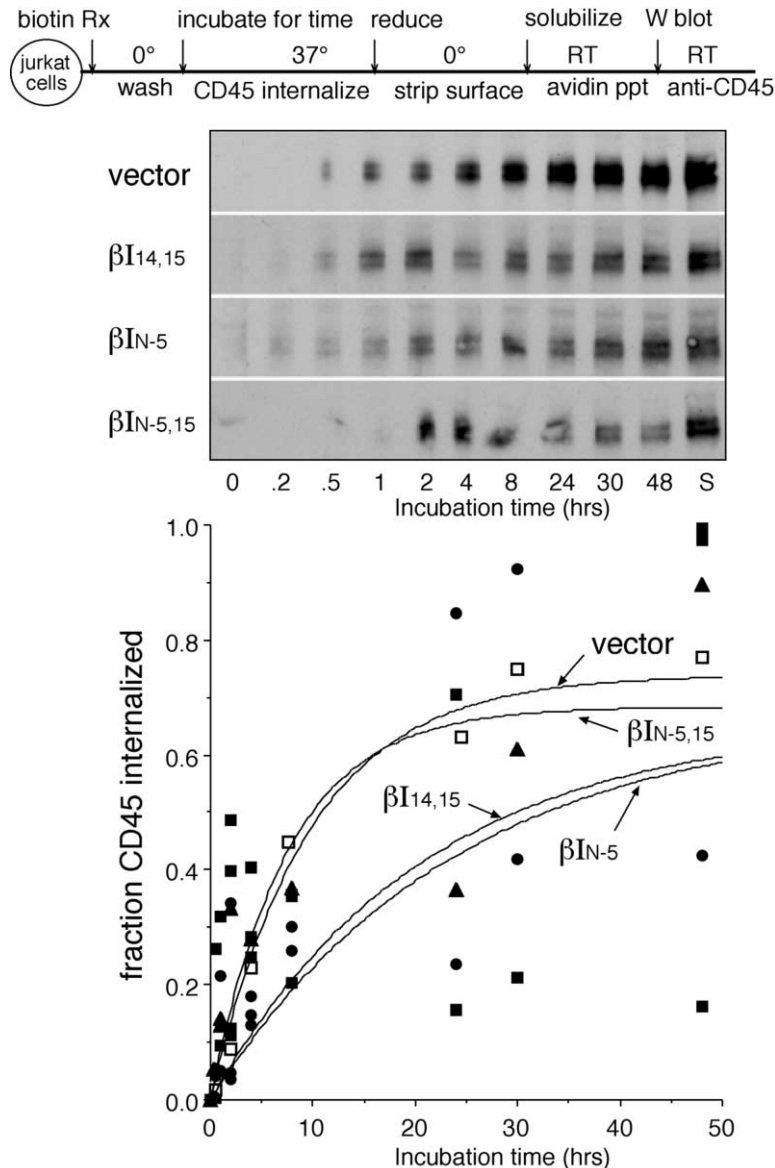 biotin Rx incubate for time reduce solubilize W blot
jurkat cells 0° 37° 0° RT RT
wash CD45 internalize strip surface avidin ppt anti-CD45
vector
βI14,15
βIN-5
βIN-5,15
0 .2 .5 1 2 4 8 24 30 48 S
Incubation time (hrs)
1.0
0.8
0.6
0.4
0.2
0.0
fraction CD45 internalized
vector
βIN-5,15
βI14,15
βIN-5
0 10 20 30 40 50
Incubation time (hrs)